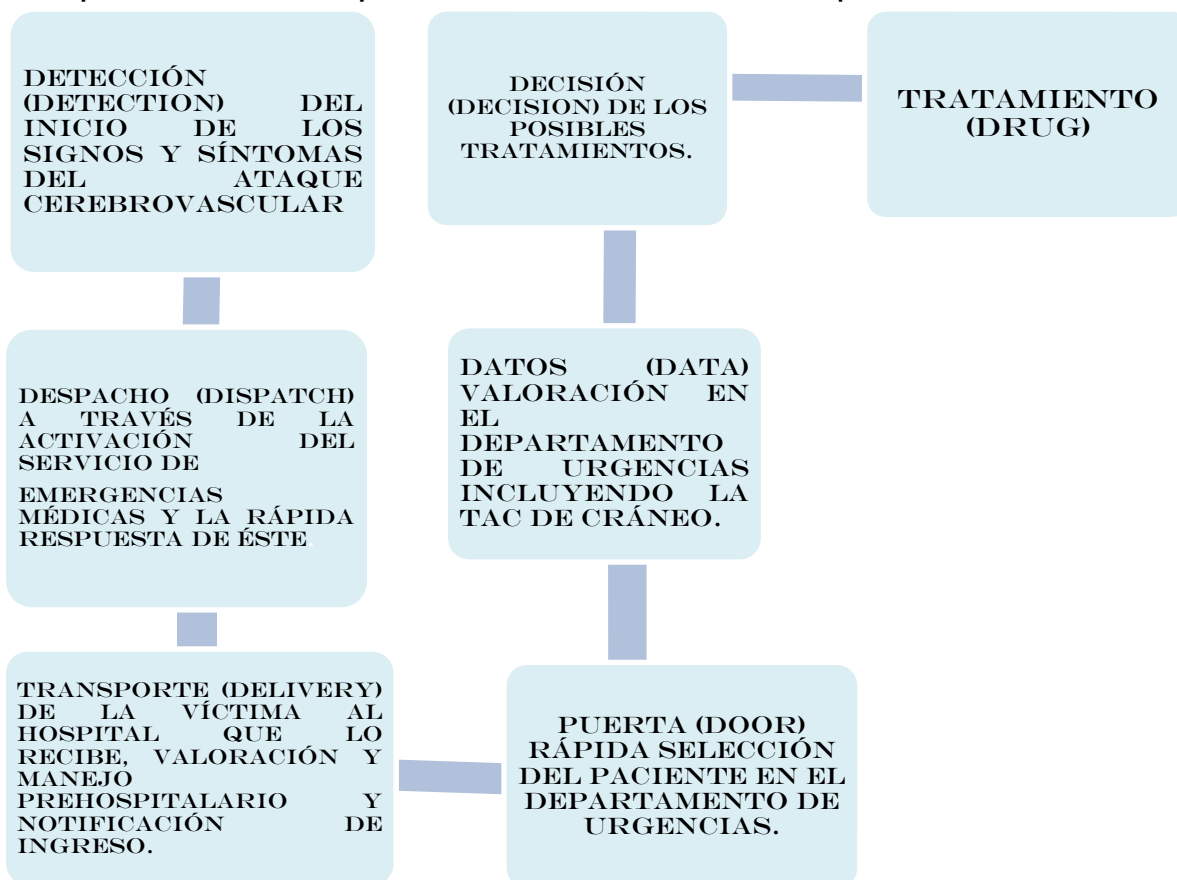 DETECCIÓN
(DETECTION) DEL
INICIO DE LOS
SIGNOS Y SÍNTOMAS
DEL ATAQUE
CEREBROVASCULAR
DESPACHO (DISPATCH)
A TRAVÉS DE LA
ACTIVACIÓN DEL
SERVICIO DE
EMERGENCIAS
MÉDICAS Y LA RÁPIDA
RESPUESTA DE ÉSTE.
TRANSPORTE (DELIVERY)
DE LA VÍCTIMA AL
HOSPITAL QUE LO
RECIBE, VALORACIÓN Y
MANEJO
PREHOSPITALARIO Y
NOTIFICACIÓN DE
INGRESO.
PUERTA (DOOR)
RÁPIDA SELECCIÓN
DEL PACIENTE EN EL
DEPARTAMENTO DE
URGENCIAS.
DATOS (DATA)
VALORACIÓN EN
EL
DEPARTAMENTO
DE URGENCIAS
INCLUYENDO LA
TAC DE CRÁNEO.
DECISIÓN
(DECISION) DE LOS
POSIBLES
TRATAMIENTOS.
TRATAMIENTO
(DRUG)